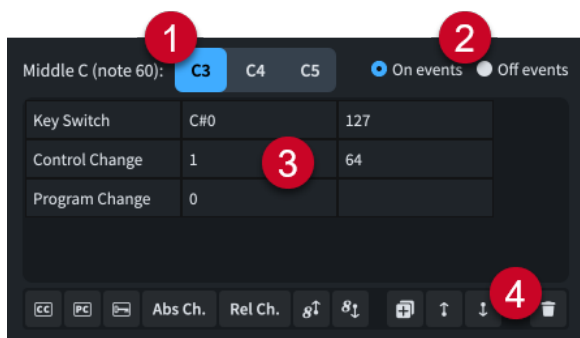 1
2
Middle C (note 60): C3 C4 C5 On events Off events
Key Switch C#0 127
Control Change 1 3 64
Program Change 0
4
CC PC Abs Ch. Rel Ch. 8 8